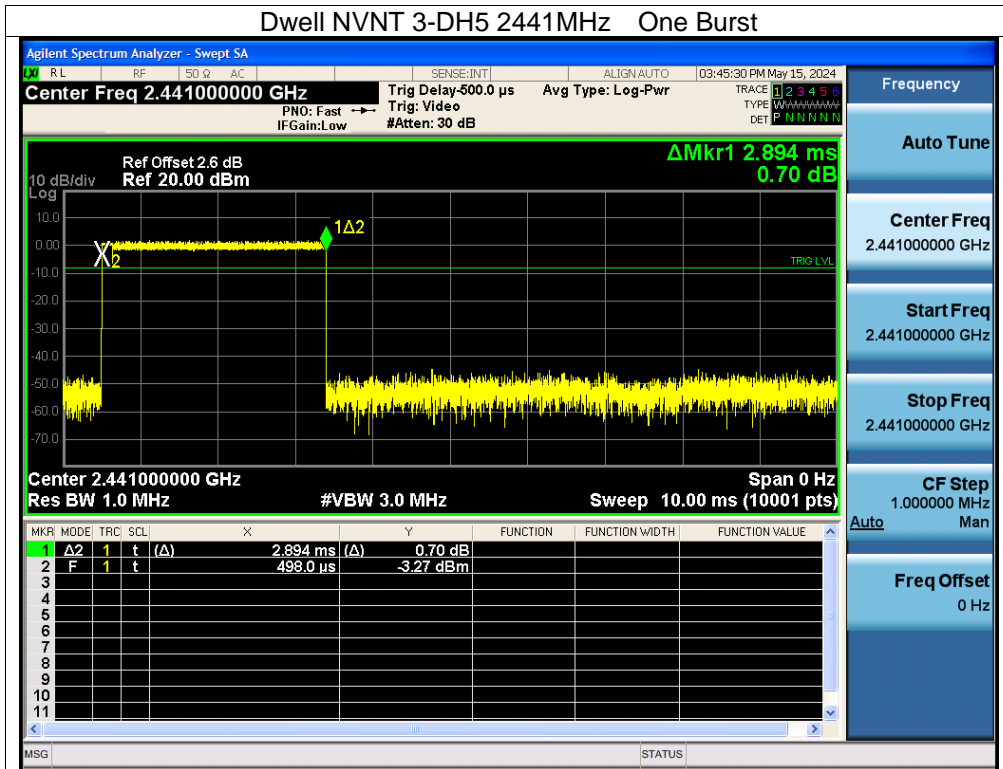 Dwell NVNT 3-DH5 2441MHz One Burst
Agilent Spectrum Analyzer - Swept SA
LXI RL RF 50 Ω AC SENSE:INT ALIGN AUTO 03:45:30 PM May 15, 2024
Center Freq 2.441000000 GHz
PNO: Fast
IFGain:Low
Trig Delay-500.0 µs
Trig: Video
#Atten: 30 dB
Avg Type: Log-Pwr
TRACE 1 2 3 4 5 6
TYPE WWWWWW
DET P N N N N N
ΔMkr1 2.894 ms
0.70 dB
Ref Offset 2.6 dB
10 dB/div Ref 20.00 dBm
Log
10.0
0.00
-10.0
-20.0
-30.0
-40.0
-50.0
-60.0
-70.0
1Δ2
2
TRIG LVL
Center 2.441000000 GHz Span 0 Hz
Res BW 1.0 MHz #VBW 3.0 MHz Sweep 10.00 ms (10001 pts)
MKR MODE TRC SCL X Y FUNCTION FUNCTION WIDTH FUNCTION VALUE
1 Δ2 1 t (Δ) 2.894 ms (Δ) 0.70 dB
2 F 1 t 498.0 µs -3.27 dBm
3
4
5
6
7
8
9
10
11
MSG STATUS
Frequency
Auto Tune
Center Freq
2.441000000 GHz
Start Freq
2.441000000 GHz
Stop Freq
2.441000000 GHz
CF Step
1.000000 MHz
Auto Man
Freq Offset
0 Hz